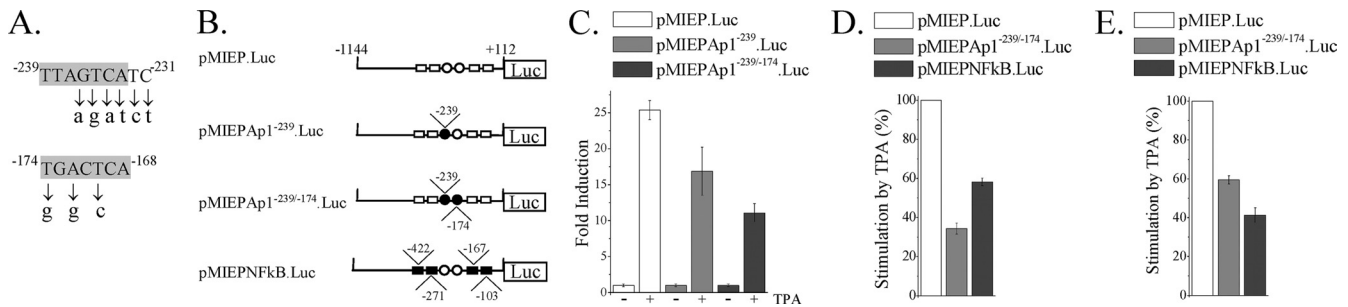 A.
-239 TTAGTCATC -231
a g a t c t
-174 TGACTCA -168
g g c
B.
-1144 +112
pMIEP.Luc Luc
-239
pMIEPAp1-239.Luc Luc
-239
pMIEPAp1-239/-174.Luc Luc
-174
-422 -167
pMIEPNFkB.Luc Luc
-271 -103
C.
pMIEP.Luc
pMIEPAp1-239.Luc
pMIEPAp1-239/-174.Luc
Fold Induction
25
20
15
10
5
0
- + - + - + TPA
D.
pMIEP.Luc
pMIEPAp1-239/-174.Luc
pMIEPNFkB.Luc
Stimulation by TPA (%)
100
80
60
40
20
0
E.
pMIEP.Luc
pMIEPAp1-239/-174.Luc
pMIEPNFkB.Luc
Stimulation by TPA (%)
100
80
60
40
20
0